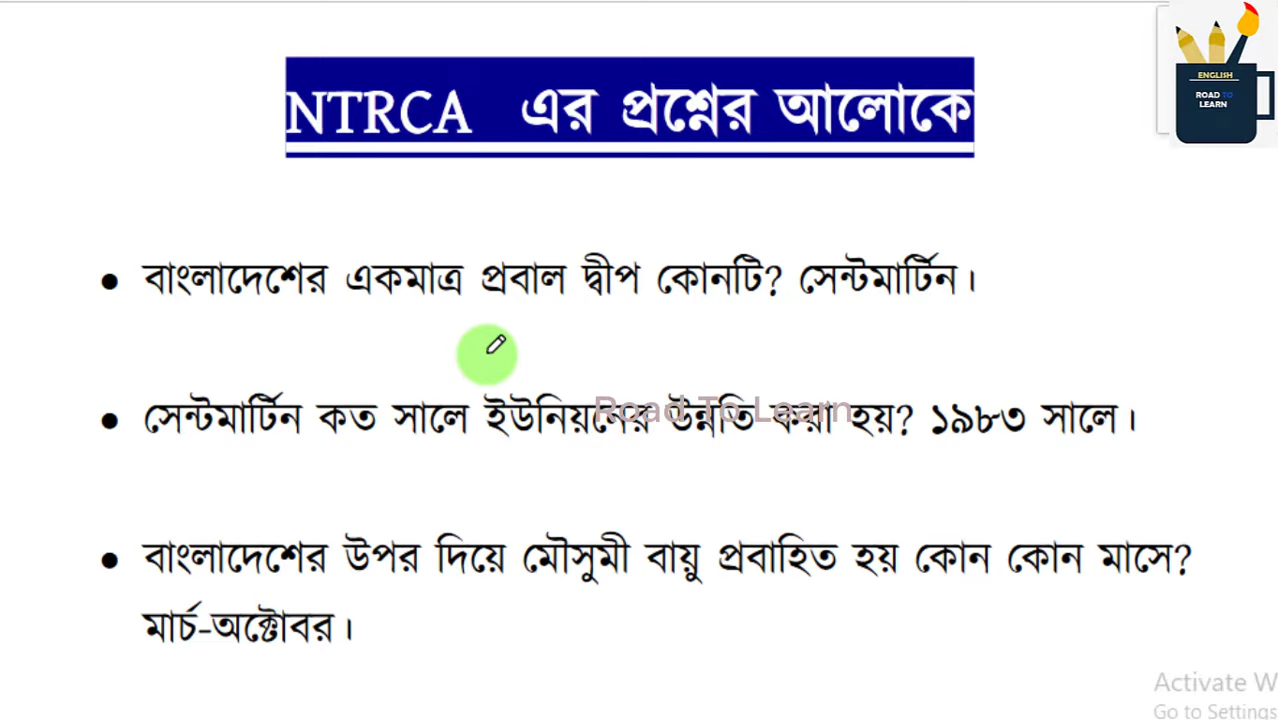 ENGLISH
ROAD TO
LEARN
NTRCA এর প্রশ্নের আলোকে
• বাংলাদেশের একমাত্র প্রবাল দ্বীপ কোনটি? সেন্টমার্টিন।
• সেন্টমার্টিন কত সালে ইউনিয়নের উন্নতি করা হয়? ১৯৮৩ সালে।
Road To Learn
• বাংলাদেশের উপর দিয়ে মৌসুমী বায়ু প্রবাহিত হয় কোন কোন মাসে?
মার্চ-অক্টোবর।
Activate W
Go to Settings